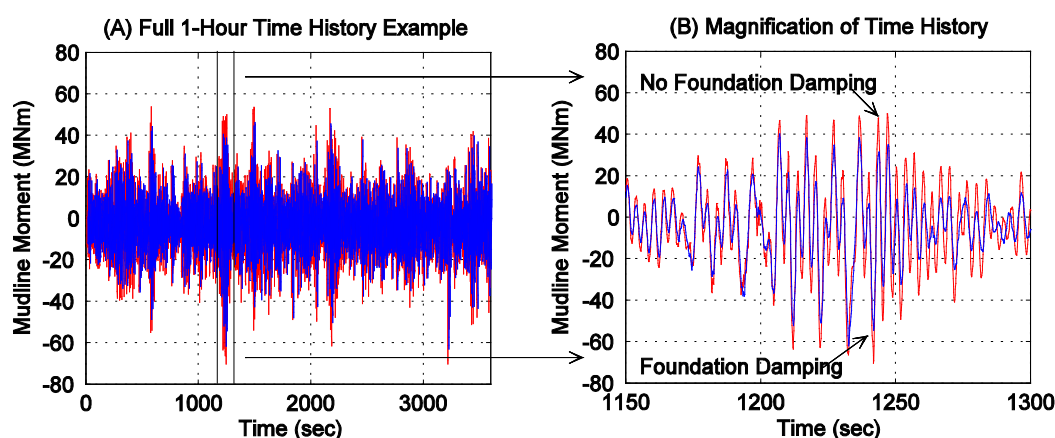 (A) Full 1-Hour Time History Example
80
60
40
20
0
-20
-40
-60
-80
Mudline Moment (MNm)
0 1000 2000 3000
Time (sec)
(B) Magnification of Time History
80
60
40
20
0
-20
-40
-60
-80
Mudline Moment (MNm)
No Foundation Damping
Foundation Damping
1150 1200 1250 1300
Time (sec)